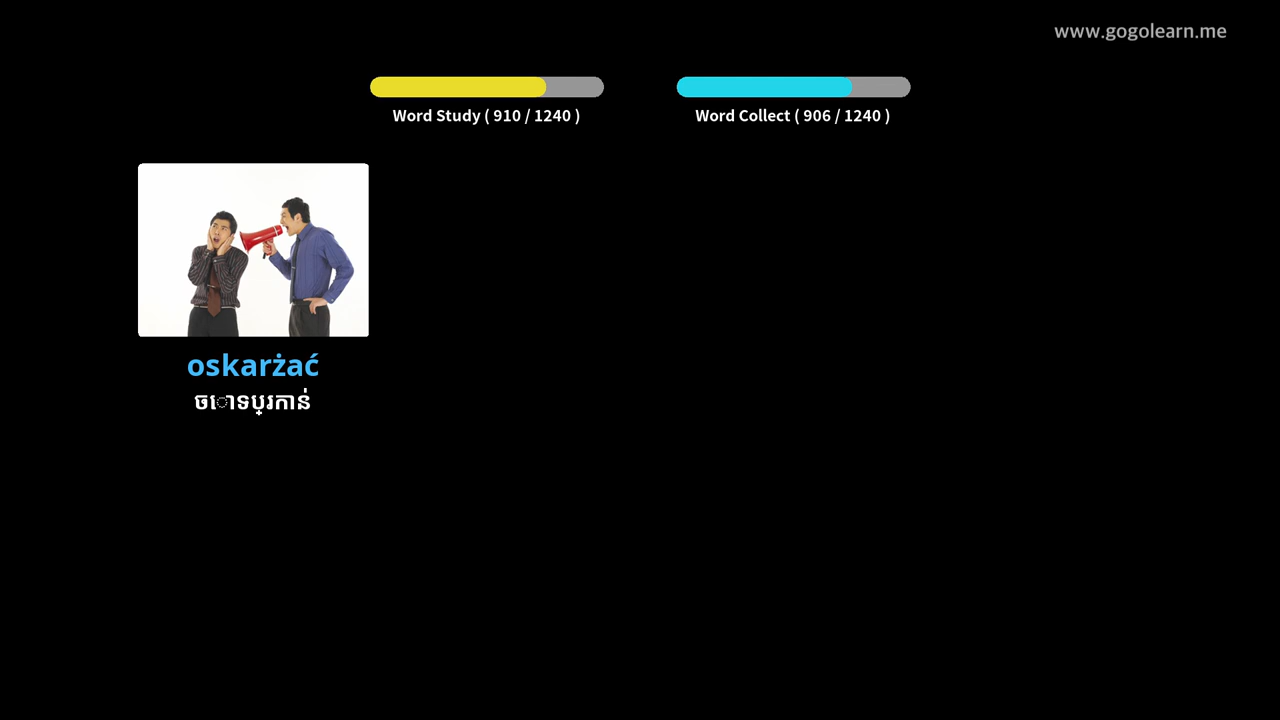 www.gogolearn.me
Word Study ( 910 / 1240 )
Word Collect ( 906 / 1240 )
oskarżać
ចោទប្រកាន់